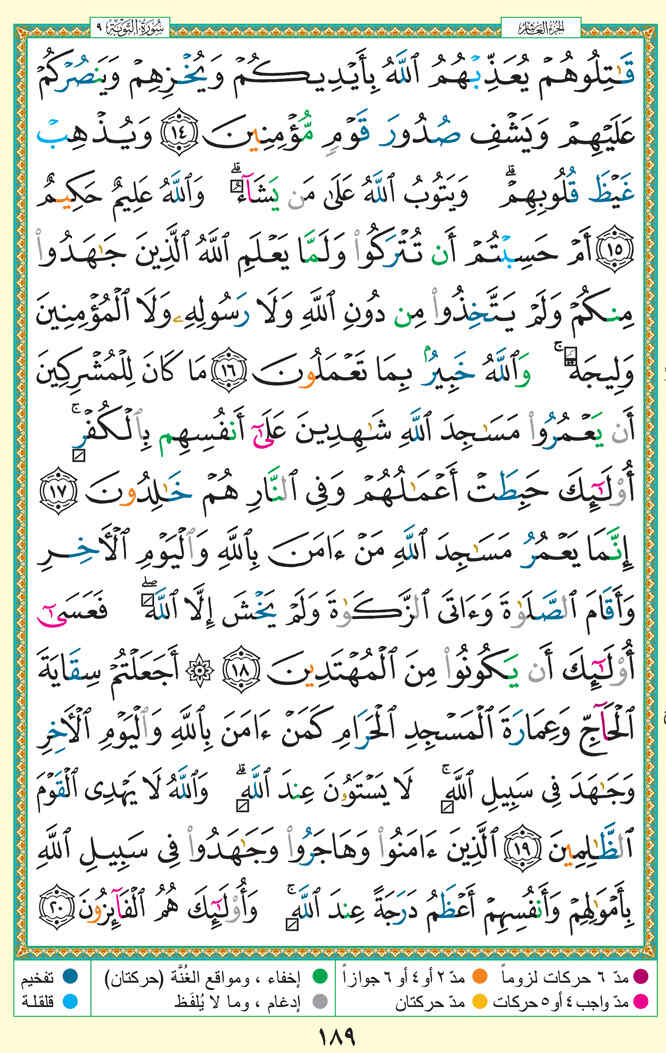 الجزء العاشر
سُورَةُ التَّوبَةِ ٩
قَٰتِلُوهُمۡ يُعَذِّبۡهُمُ ٱللَّهُ بِأَيۡدِيكُمۡ وَيُخۡزِهِمۡ وَيَنصُرۡكُمۡ
عَلَيۡهِمۡ وَيَشۡفِ صُدُورَ قَوۡمٖ مُّؤۡمِنِينَ ١٤ وَيُذۡهِبۡ
غَيۡظَ قُلُوبِهِمۡۗ وَيَتُوبُ ٱللَّهُ عَلَىٰ مَن يَشَآءُۗ وَٱللَّهُ عَلِيمٌ حَكِيمٌ
١٥ أَمۡ حَسِبۡتُمۡ أَن تُتۡرَكُواْ وَلَمَّا يَعۡلَمِ ٱللَّهُ ٱلَّذِينَ جَٰهَدُواْ
مِنكُمۡ وَلَمۡ يَتَّخِذُواْ مِن دُونِ ٱللَّهِ وَلَا رَسُولِهِۦ وَلَا ٱلۡمُؤۡمِنِينَ
وَلِيجَةٗۚ وَٱللَّهُ خَبِيرُۢ بِمَا تَعۡمَلُونَ ١٦ مَا كَانَ لِلۡمُشۡرِكِينَ
أَن يَعۡمُرُواْ مَسَٰجِدَ ٱللَّهِ شَٰهِدِينَ عَلَىٰٓ أَنفُسِهِم بِٱلۡكُفۡرِۚ
أُوْلَٰٓئِكَ حَبِطَتۡ أَعۡمَٰلُهُمۡ وَفِي ٱلنَّارِ هُمۡ خَٰلِدُونَ ١٧
إِنَّمَا يَعۡمُرُ مَسَٰجِدَ ٱللَّهِ مَنۡ ءَامَنَ بِٱللَّهِ وَٱلۡيَوۡمِ ٱلۡأٓخِرِ
وَأَقَامَ ٱلصَّلَوٰةَ وَءَاتَى ٱلزَّكَوٰةَ وَلَمۡ يَخۡشَ إِلَّا ٱللَّهَۖ فَعَسَىٰٓ
أُوْلَٰٓئِكَ أَن يَكُونُواْ مِنَ ٱلۡمُهۡتَدِينَ ١٨ ۞ أَجَعَلۡتُمۡ سِقَايَةَ
ٱلۡحَآجِّ وَعِمَارَةَ ٱلۡمَسۡجِدِ ٱلۡحَرَامِ كَمَنۡ ءَامَنَ بِٱللَّهِ وَٱلۡيَوۡمِ ٱلۡأٓخِرِ
وَجَٰهَدَ فِي سَبِيلِ ٱللَّهِۚ لَا يَسۡتَوُۥنَ عِندَ ٱللَّهِۗ وَٱللَّهُ لَا يَهۡدِي ٱلۡقَوۡمَ
ٱلظَّٰلِمِينَ ١٩ ٱلَّذِينَ ءَامَنُواْ وَهَاجَرُواْ وَجَٰهَدُواْ فِي سَبِيلِ ٱللَّهِ
بِأَمۡوَٰلِهِمۡ وَأَنفُسِهِمۡ أَعۡظَمُ دَرَجَةً عِندَ ٱللَّهِۚ وَأُوْلَٰٓئِكَ هُمُ ٱلۡفَآئِزُونَ ٢٠
مدّ ٦ حركات لزوماً مدّ ٢ أو ٤ أو ٦ جوازاً إخفاء ، ومواقع الغُنَّة (حركتان) تفخيم
مدّ واجب ٤ أو ٥ حركات مدّ حركتان إدغام ، وما لا يُلفَظ قلقلة
١٨٩